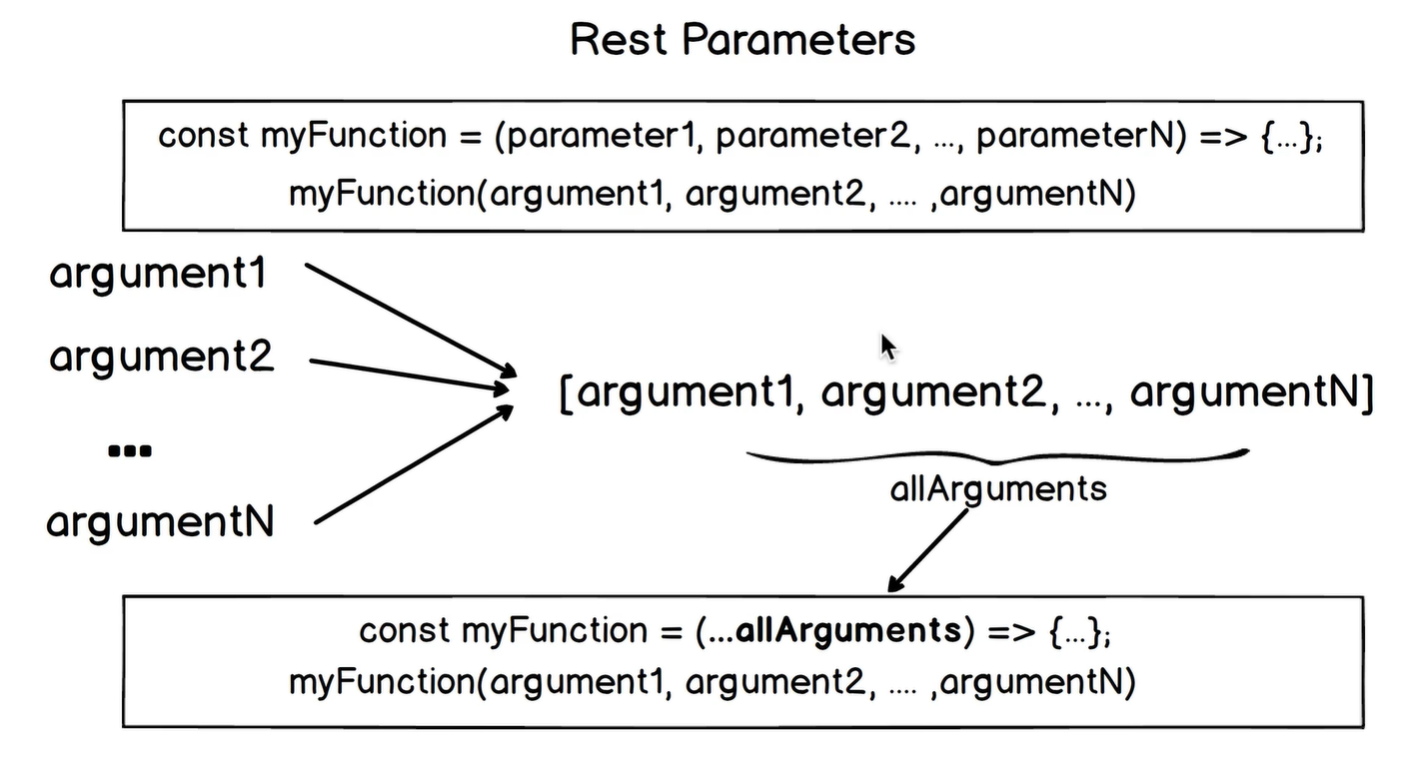 Rest Parameters
const myFunction = (parameter1, parameter2, ..., parameterN) => {...};
myFunction(argument1, argument2, .... ,argumentN)
argument1
argument2
...
argumentN
[argument1, argument2, ..., argumentN]
allArguments
const myFunction = (...allArguments) => {...};
myFunction(argument1, argument2, .... ,argumentN)